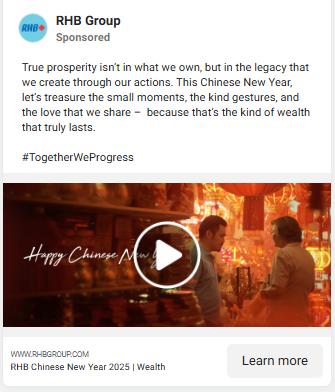 RHB
RHB Group
Sponsored
True prosperity isn't in what we own, but in the legacy that
we create through our actions. This Chinese New Year,
let's treasure the small moments, the kind gestures, and
the love that we share – because that's the kind of wealth
that truly lasts.
#TogetherWeProgress
Happy Chinese New
WWW.RHBGROUP.COM
RHB Chinese New Year 2025 | Wealth
Learn more